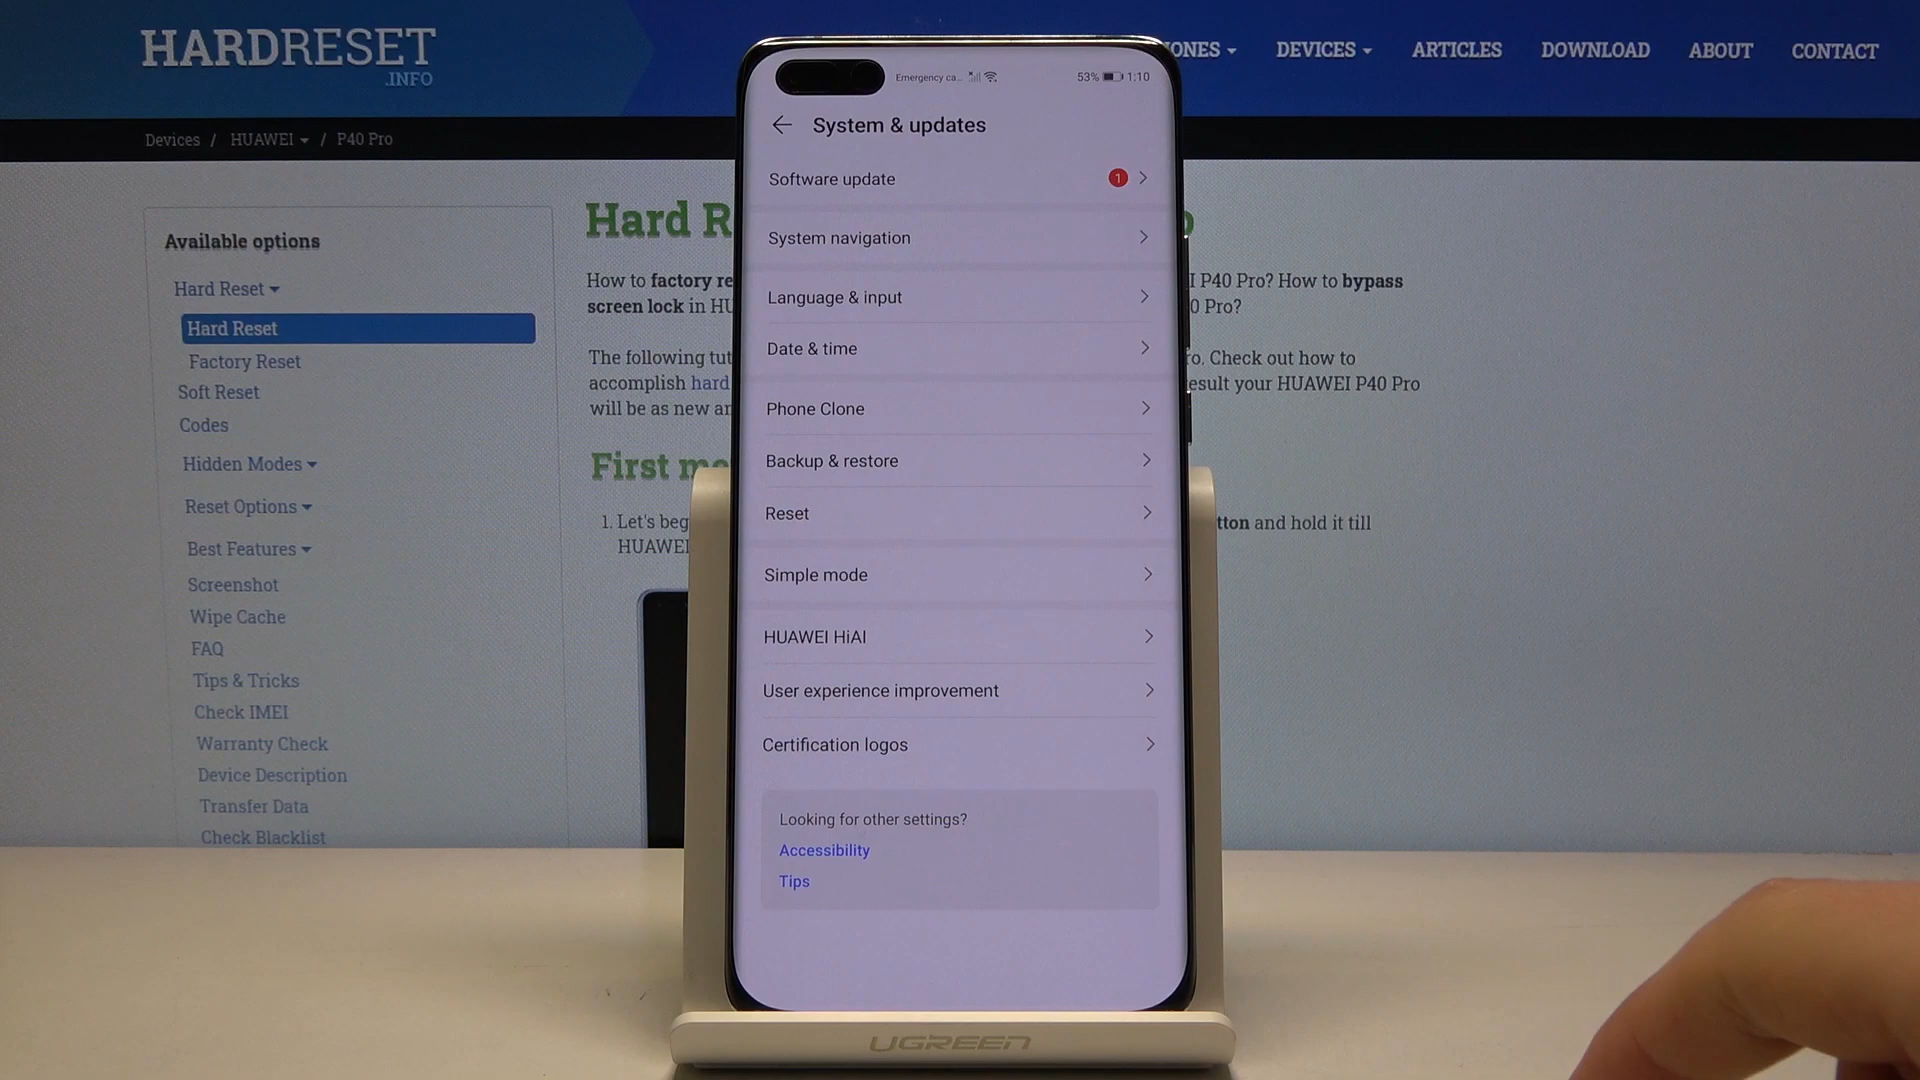 HARDRESET
.INFO
ONES
DEVICES
ARTICLES
DOWNLOAD
ABOUT
CONTACT
Devices / HUAWEI / P40 Pro
Available options
Hard Reset
Hard Reset
Factory Reset
Soft Reset
Codes
Hidden Modes
Reset Options
Best Features
Screenshot
Wipe Cache
FAQ
Tips & Tricks
Check IMEI
Warranty Check
Device Description
Transfer Data
Check Blacklist
Hard R
How to factory re
I P40 Pro? How to bypass
screen lock in HU
0 Pro?
The following tut
ro. Check out how to
accomplish hard
esult your HUAWEI P40 Pro
will be as new an
First me
1. Let's beg
tton and hold it till
HUAWEI
Emergency ca...
53% 1:10
System & updates
Software update 1
System navigation
Language & input
Date & time
Phone Clone
Backup & restore
Reset
Simple mode
HUAWEI HiAI
User experience improvement
Certification logos
Looking for other settings?
Accessibility
Tips
UGREEN